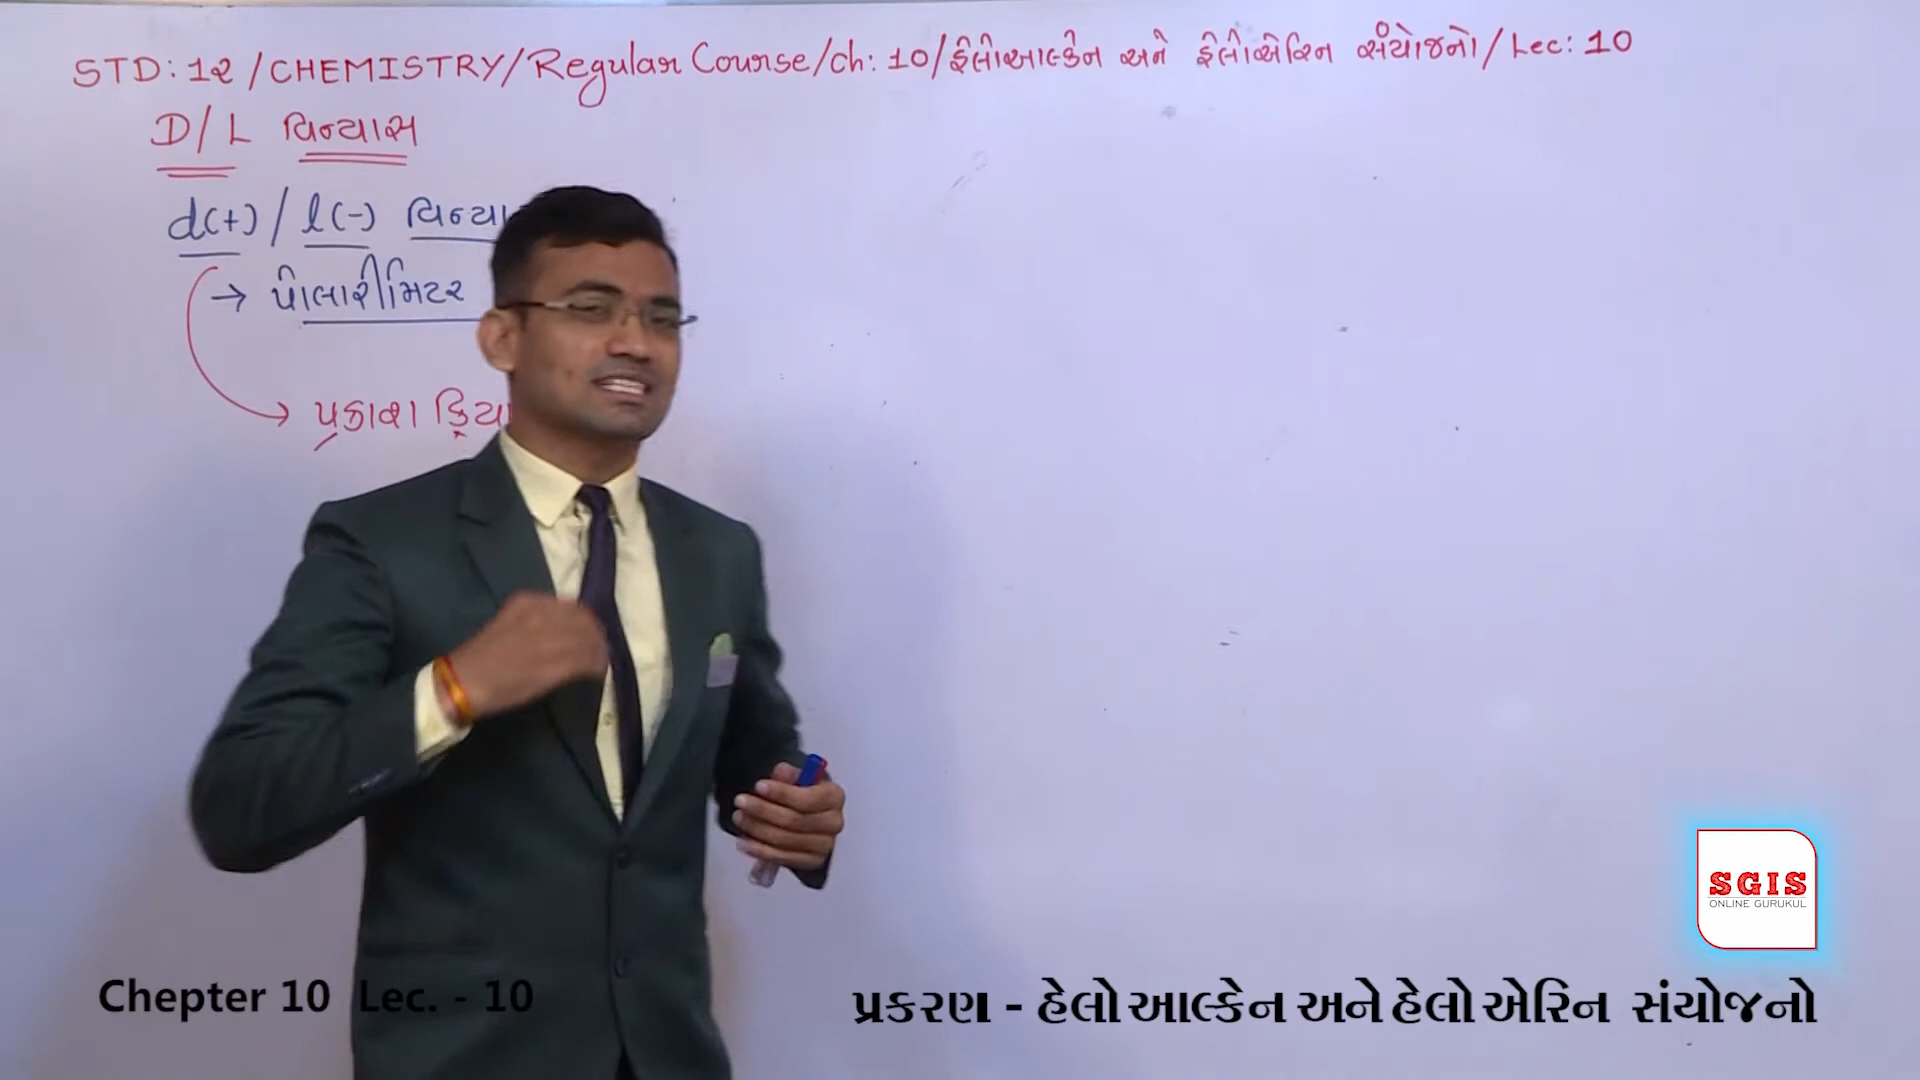 STD: 12 / CHEMISTRY / Regular Course / ch: 10 / હેલોઆલ્કેન અને હેલોએરિન સંયોજનો / Lec: 10
D/L વિન્યાસ
d(+) / l(-)
→ પોલારીમિટર
→ પ્રકાશ
SGIS
ONLINE GURUKUL
Chepter 10 Lec. - 10
પ્રકરણ - હેલોઆલ્કેન અને હેલોએરિન સંયોજનો